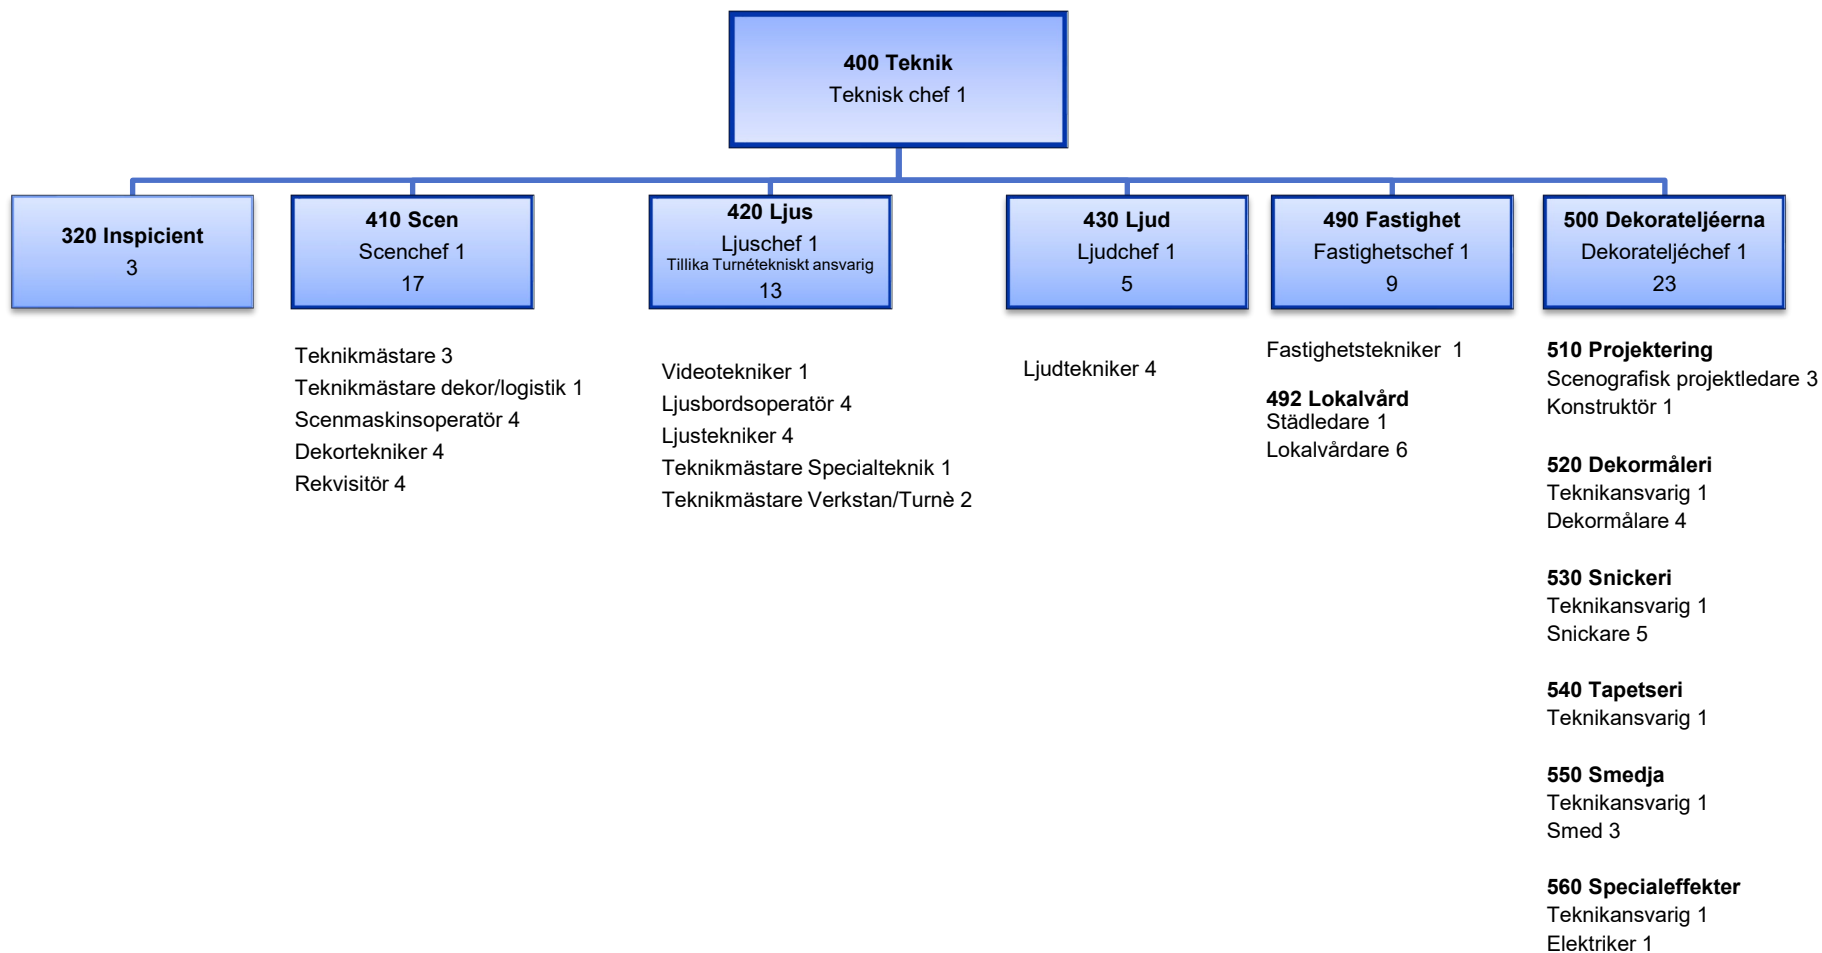 400 Teknik
Teknisk chef 1
320 Inspicient
3
410 Scen
Scenchef 1
17
420 Ljus
Ljuschef 1
Tillika Turnétekniskt ansvarig
13
430 Ljud
Ljudchef 1
5
490 Fastighet
Fastighetschef 1
9
500 Dekorateljéerna
Dekorateljéchef 1
23
Teknikmästare 3
Teknikmästare dekor/logistik 1
Scenmaskinsoperatör 4
Dekortekniker 4
Rekvisitör 4
Videotekniker 1
Ljusbordsoperatör 4
Ljustekniker 4
Teknikmästare Specialteknik 1
Teknikmästare Verkstan/Turnè 2
Ljudtekniker 4
Fastighetstekniker 1
492 Lokalvård
Städledare 1
Lokalvårdare 6
510 Projektering
Scenografisk projektledare 3
Konstruktör 1
520 Dekormåleri
Teknikansvarig 1
Dekormålare 4
530 Snickeri
Teknikansvarig 1
Snickare 5
540 Tapetseri
Teknikansvarig 1
550 Smedja
Teknikansvarig 1
Smed 3
560 Specialeffekter
Teknikansvarig 1
Elektriker 1